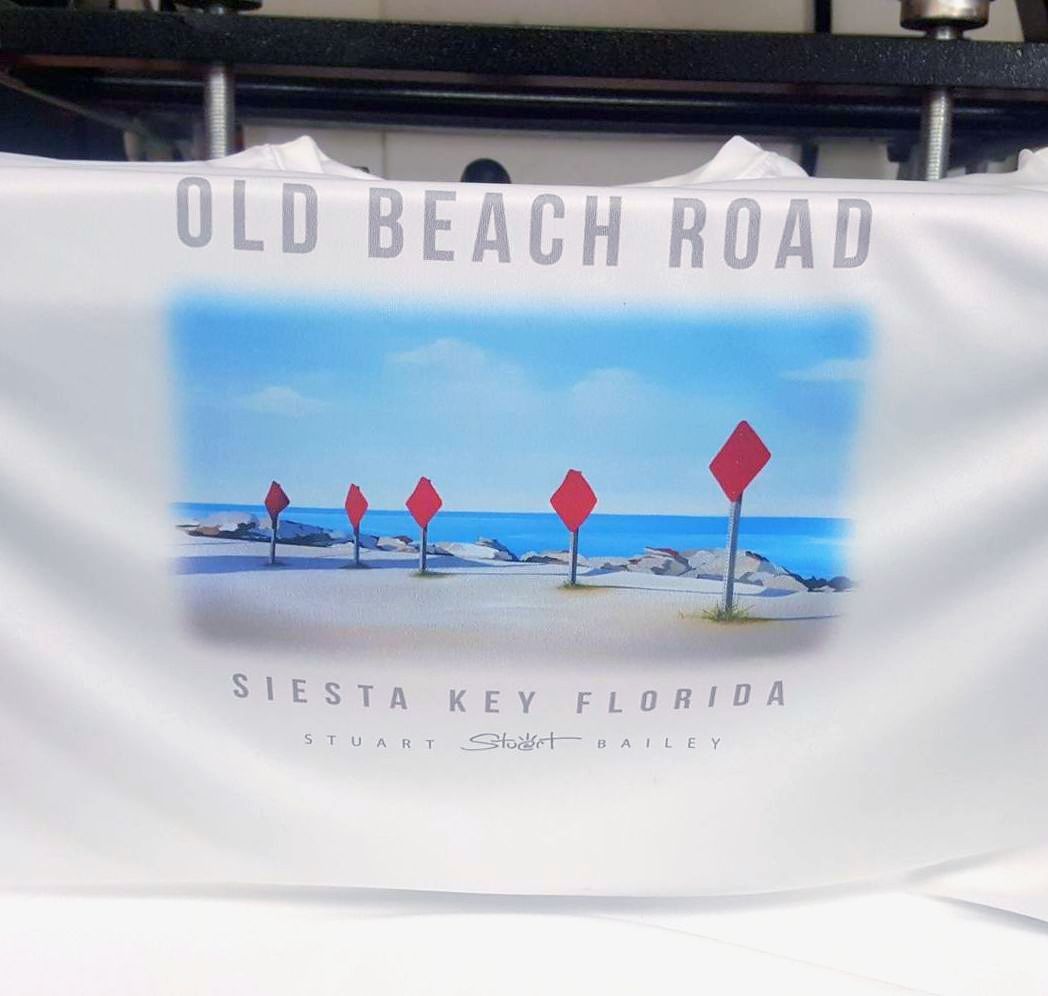 OLD BEACH ROAD
SIESTA KEY FLORIDA
STUART Stuart BAILEY